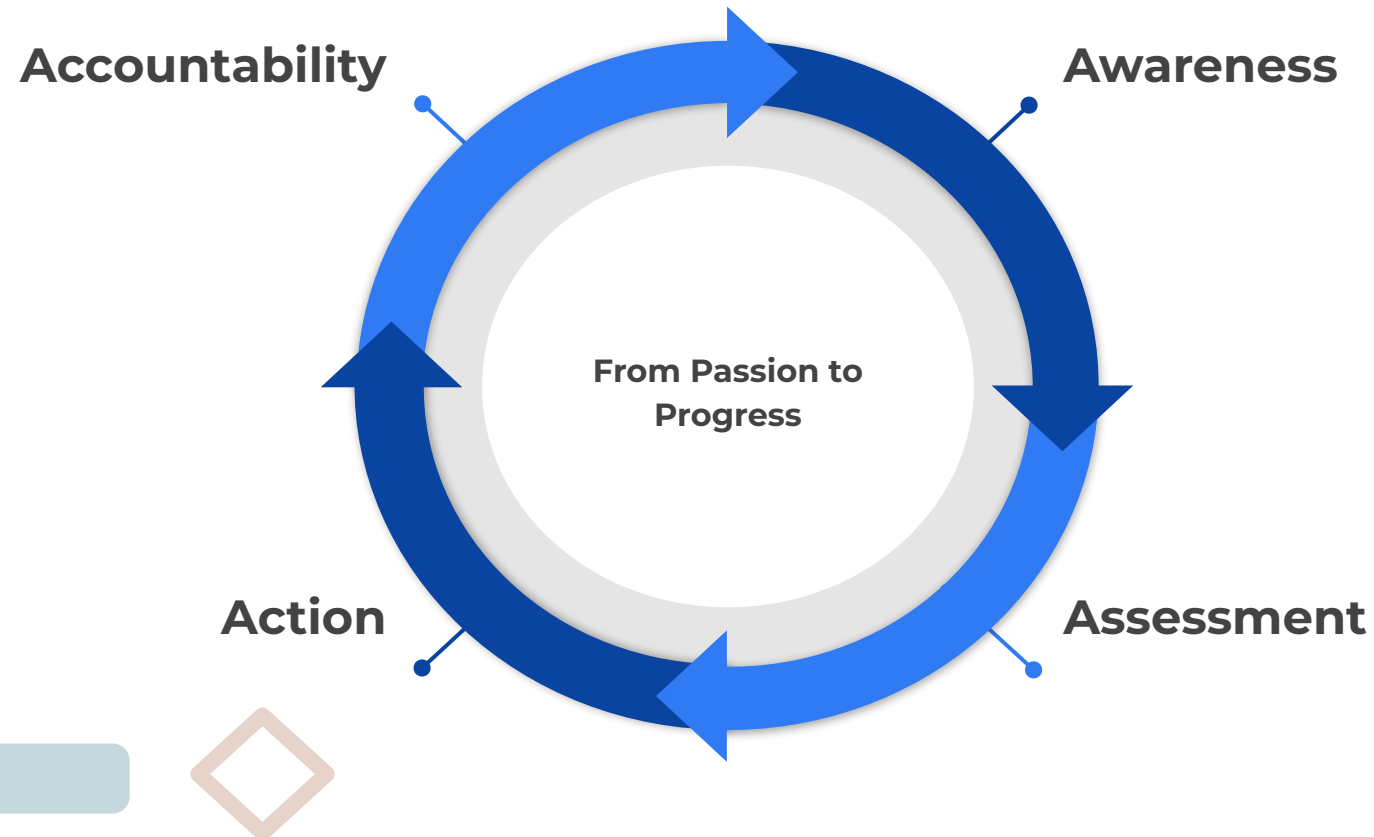 Accountability
Awareness
From Passion to
Progress
Action
Assessment